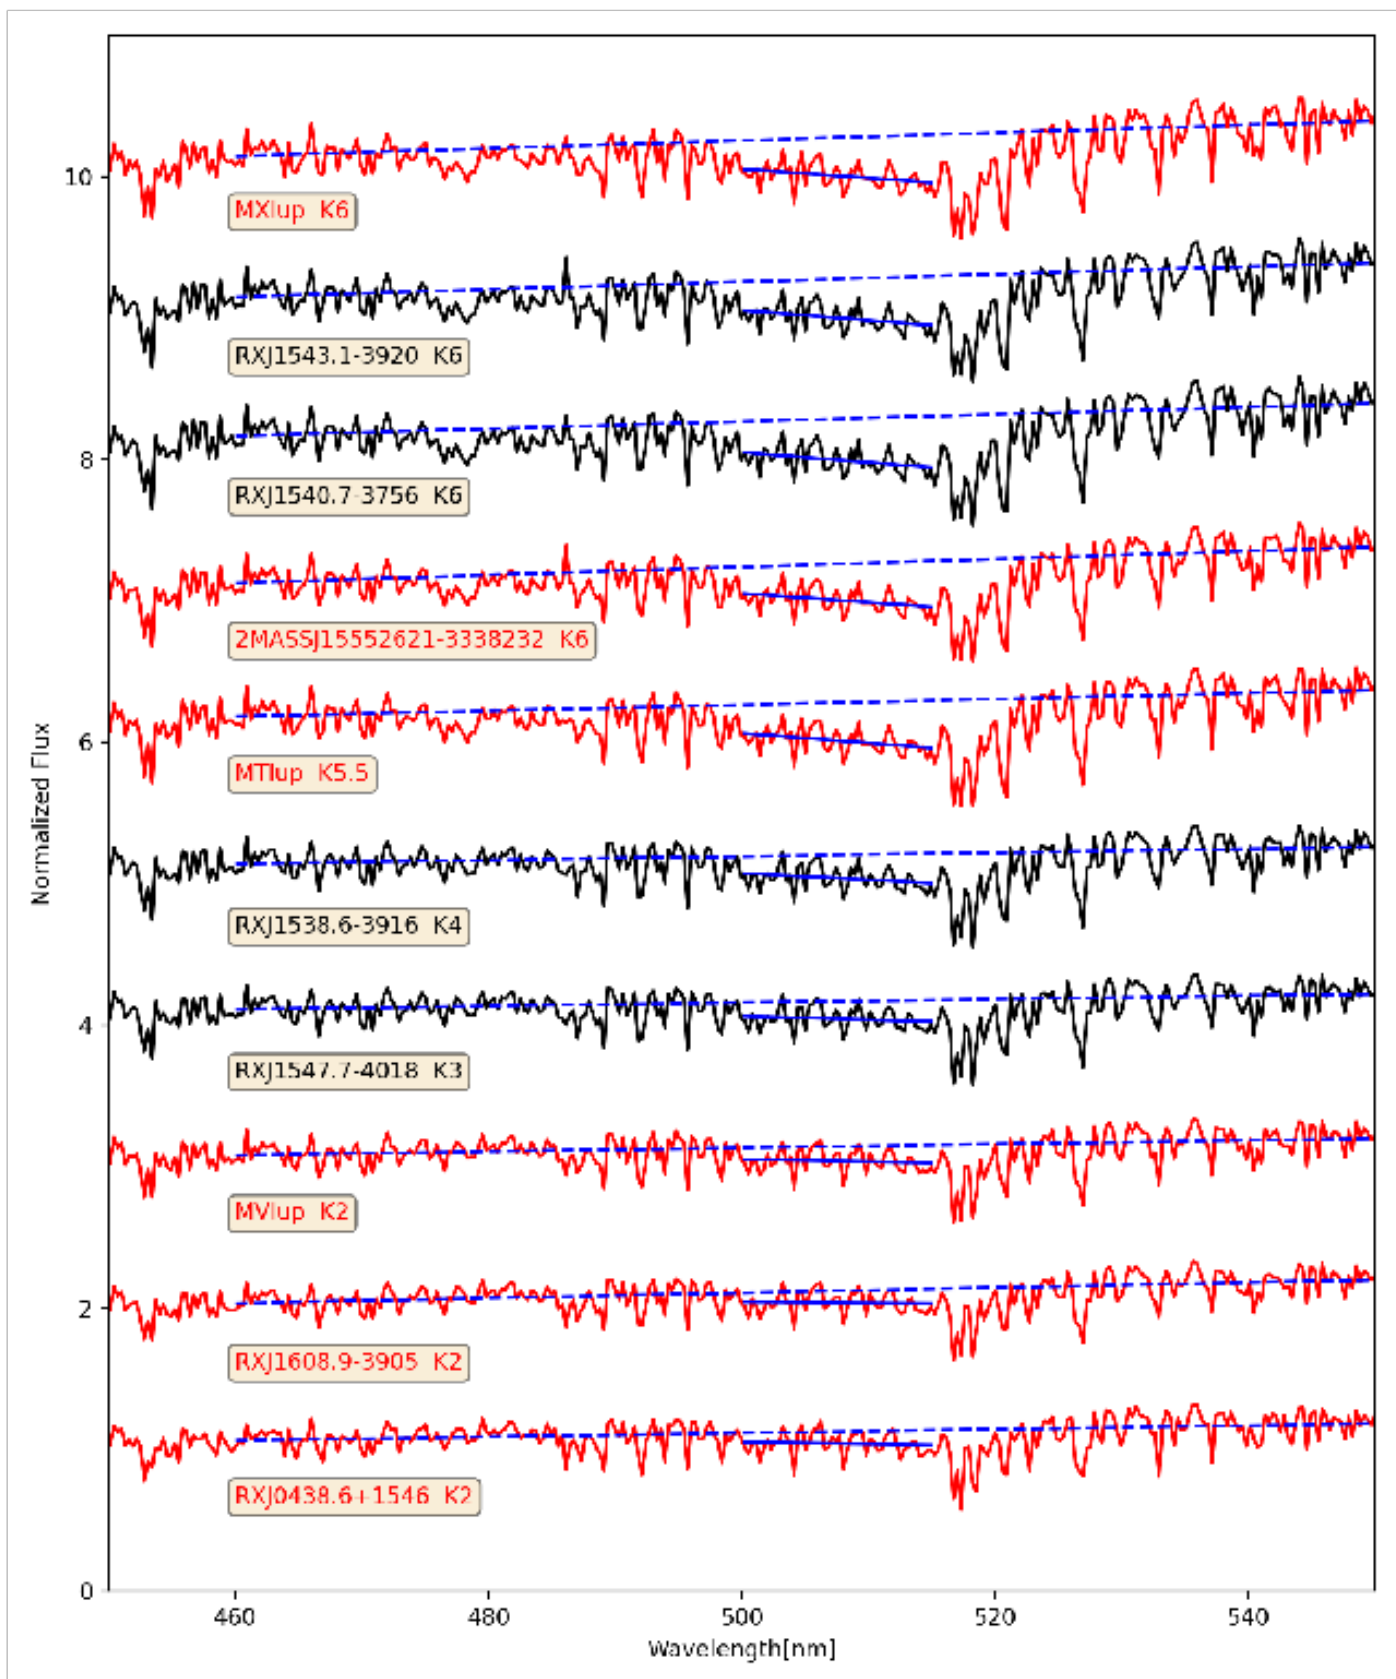 10
MXlup K6
RXJ1543.1-3920 K6
8
RXJ1540.7-3756 K6
2MASSJ15552621-3338232 K6
6
MTlup K5.5
Normalized Flux
RXJ1538.6-3916 K4
4
RXJ1547.7-4018 K3
MVlup K2
2
RXJ1608.9-3905 K2
RXJ0438.6+1546 K2
0
460 480 500 520 540
Wavelength[nm]